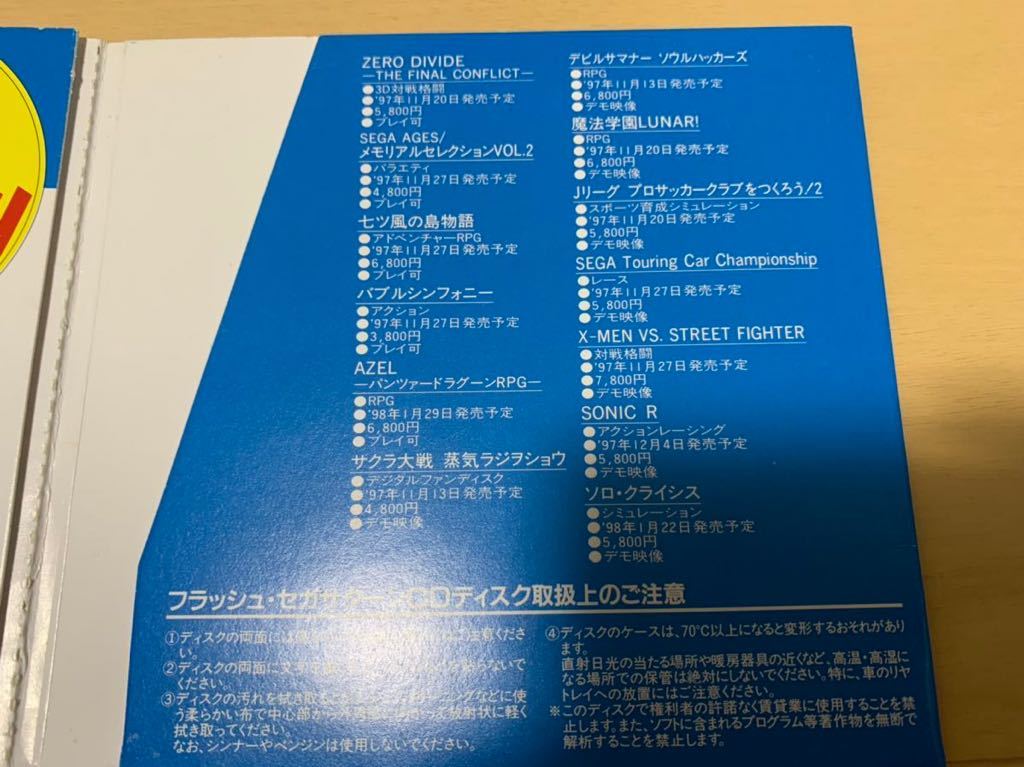 ZERO DIVIDE
—THE FINAL CONFLICT—
●3D対戦格闘
●'97年11月20日発売予定
●5,800円
●プレイ可
SEGA AGES/
メモリアルセレクションVOL.2
●バラエティ
●'97年11月27日発売予定
●4,800円
●プレイ可
七ツ風の島物語
●アドベンチャーRPG
●'97年11月27日発売予定
●6,800円
●プレイ可
バブルシンフォニー
●アクション
●'97年11月27日発売予定
●3,800円
●プレイ可
AZEL
—パンツァードラグーンRPG—
●RPG
●'98年1月29日発売予定
●6,800円
●プレイ可
サクラ大戦 蒸気ラジヲショウ
●デジタルファンディスク
●'97年11月13日発売予定
●4,800円
●デモ映像
デビルサマナー ソウルハッカーズ
●RPG
●'97年11月13日発売予定
●6,800円
●デモ映像
魔法学園LUNAR!
●RPG
●'97年11月20日発売予定
●6,800円
●デモ映像
Jリーグ プロサッカークラブをつくろう!2
●スポーツ育成シミュレーション
●'97年11月20日発売予定
●5,800円
●デモ映像
SEGA Touring Car Championship
●レース
●'97年11月27日発売予定
●5,800円
●デモ映像
X-MEN VS. STREET FIGHTER
●対戦格闘
●'97年11月27日発売予定
●7,800円
●デモ映像
SONIC R
●アクションレーシング
●'97年12月4日発売予定
●5,800円
●デモ映像
ソロ・クライシス
●シミュレーション
●'98年1月22日発売予定
●5,800円
●デモ映像
フラッシュ・セガサターン CDディスク取扱上のご注意
①ディスクの両面には ご注意くださ
い。
②ディスクの両面に文字 を貼らないで
ください。
③ディスクの汚れを拭き取る などに使
う柔らかい布で中心部から って放射状に軽く
拭き取ってください。
なお、シンナーやベンジンは使用しないでください。
④ディスクのケースは、70℃以上になると変形するおそれがありま
す。
直射日光の当たる場所や暖房器具の近くなど、高温・高湿に
なる場所での保管は絶対にしないでください。特に、車のリヤ
トレイへの放置にはご注意ください。
※このディスクで権利者の許諾なく賃貸業に使用することを禁
止します。また、ソフトに含まれるプログラム等著作物を無断で
解析することを禁止します。